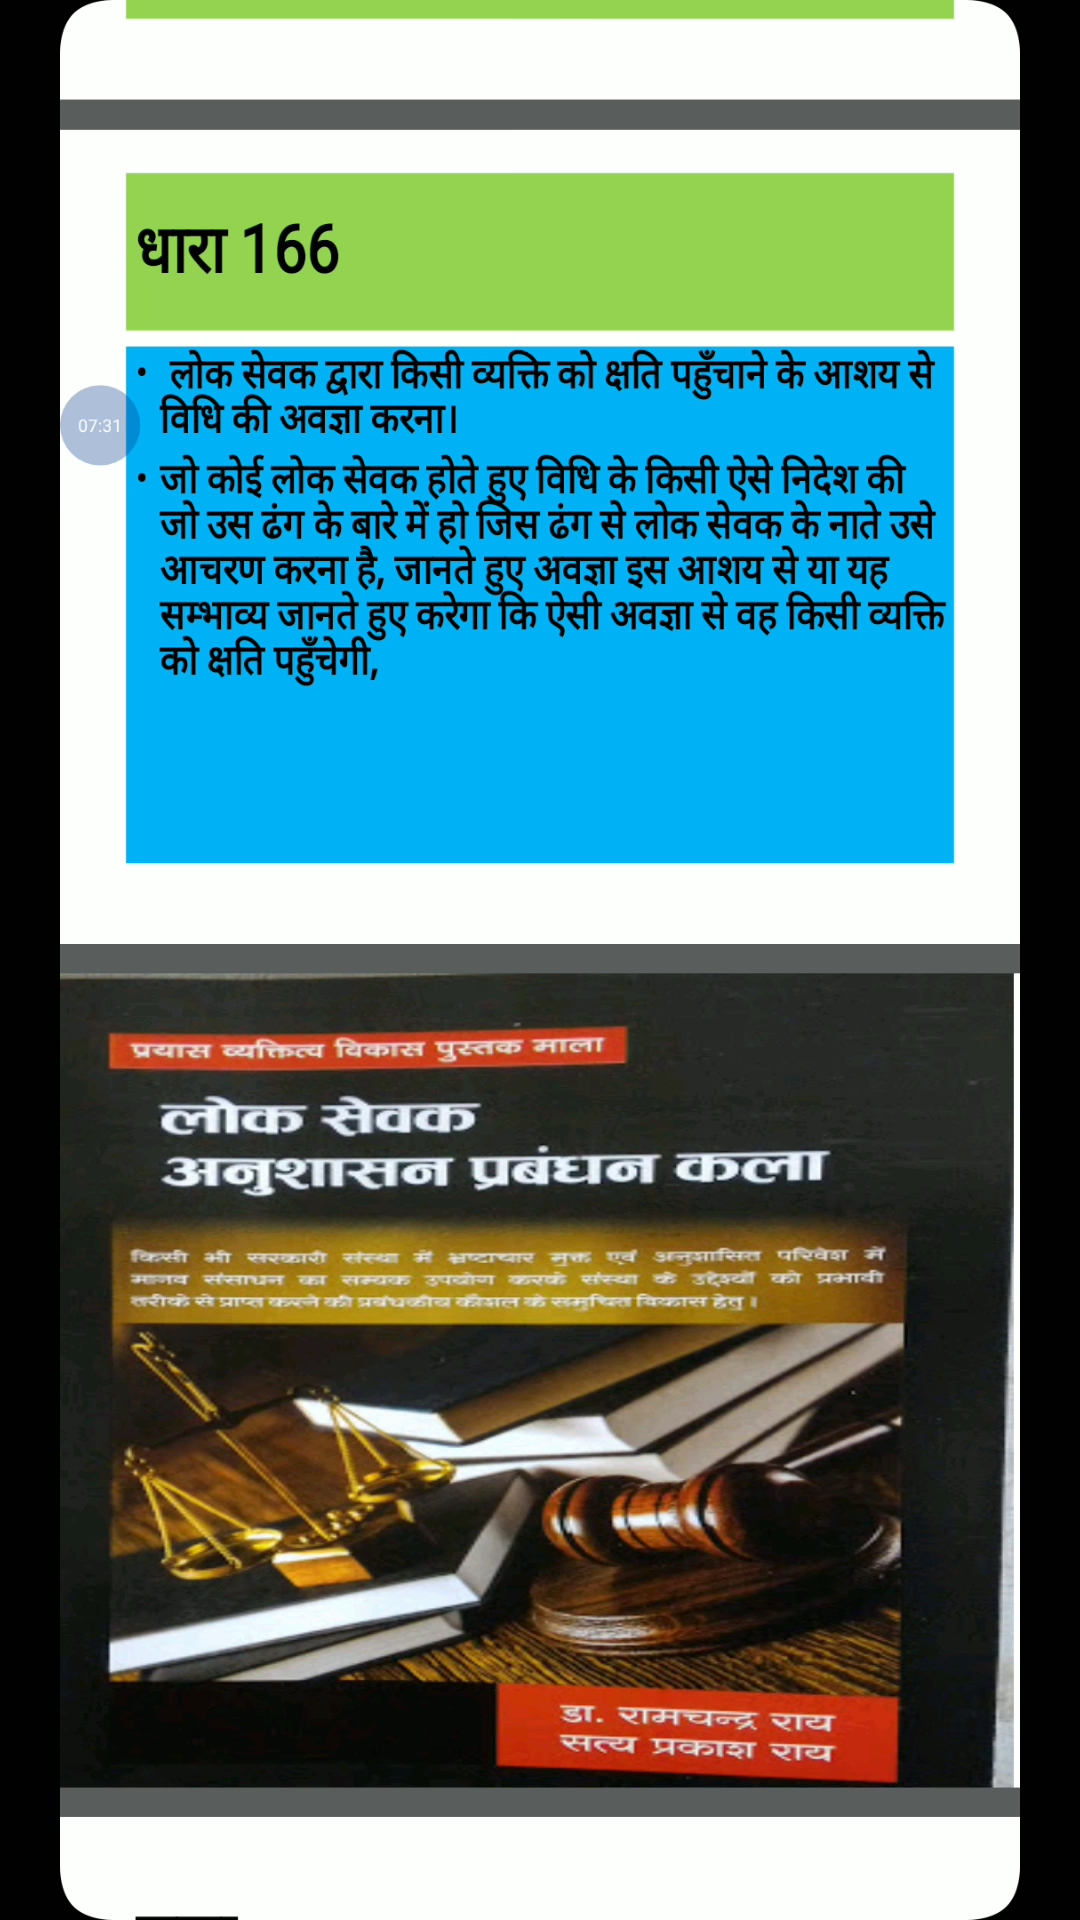 धारा 166
• लोक सेवक द्वारा किसी व्यक्ति को क्षति पहुँचाने के आशय से
विधि की अवज्ञा करना।
07:31
• जो कोई लोक सेवक होते हुए विधि के किसी ऐसे निदेश की
जो उस ढंग के बारे में हो जिस ढंग से लोक सेवक के नाते उसे
आचरण करना है, जानते हुए अवज्ञा इस आशय से या यह
सम्भाव्य जानते हुए करेगा कि ऐसी अवज्ञा से वह किसी व्यक्ति
को क्षति पहुँचेगी,
प्रयास व्यक्तित्व विकास पुस्तक माला
लोक सेवक
अनुशासन प्रबंधन कला
किसी भी सरकारी संस्था में भ्रष्टाचार मुक्त एवं अनुशासित परिवेश में
मानव संसाधन का सम्यक उपयोग करके संस्था के उद्देश्यों को प्रभावी
तरीके से प्राप्त करने की प्रबंधकीय कौशल के समुचित विकास हेतु।
डा. रामचन्द्र राय
सत्य प्रकाश राय